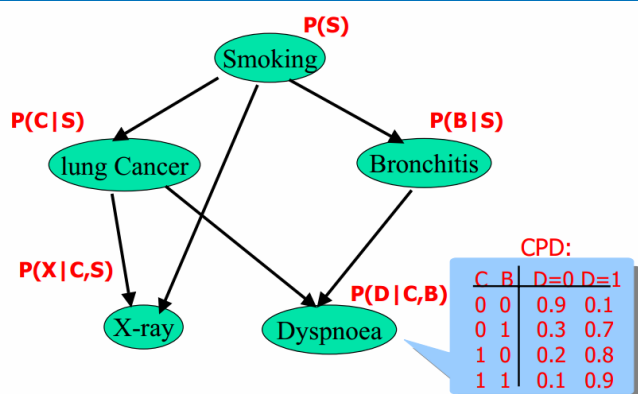 P(S)
Smoking
P(C|S)
P(B|S)
lung Cancer
Bronchitis
P(X|C,S)
P(D|C,B)
X-ray
Dyspnoea
CPD:
C B D=0 D=1
0 0 0.9 0.1
0 1 0.3 0.7
1 0 0.2 0.8
1 1 0.1 0.9